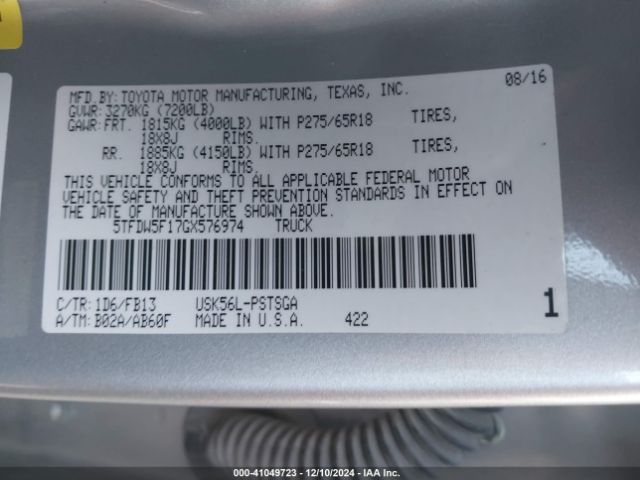 MFD.BY:TOYOTA MOTOR MANUFACTURING, TEXAS, INC. 08/16
GVWR:3270KG (7200LB)
GAWR:FRT. 1815KG (4000LB) WITH P275/65R18 TIRES,
18X8J RIMS.
RR. 1885KG (4150LB) WITH P275/65R18 TIRES,
18X8J RIMS.
THIS VEHICLE CONFORMS TO ALL APPLICABLE FEDERAL MOTOR
VEHICLE SAFETY AND THEFT PREVENTION STANDARDS IN EFFECT ON
THE DATE OF MANUFACTURE SHOWN ABOVE.
5TFDW5F17GX576974 TRUCK
C/TR:1D6/FB13 USK56L-PSTSGA
A/TM:B02A/AB60F MADE IN U.S.A. 422
1
000-41049723 - 12/10/2024 - IAA Inc.